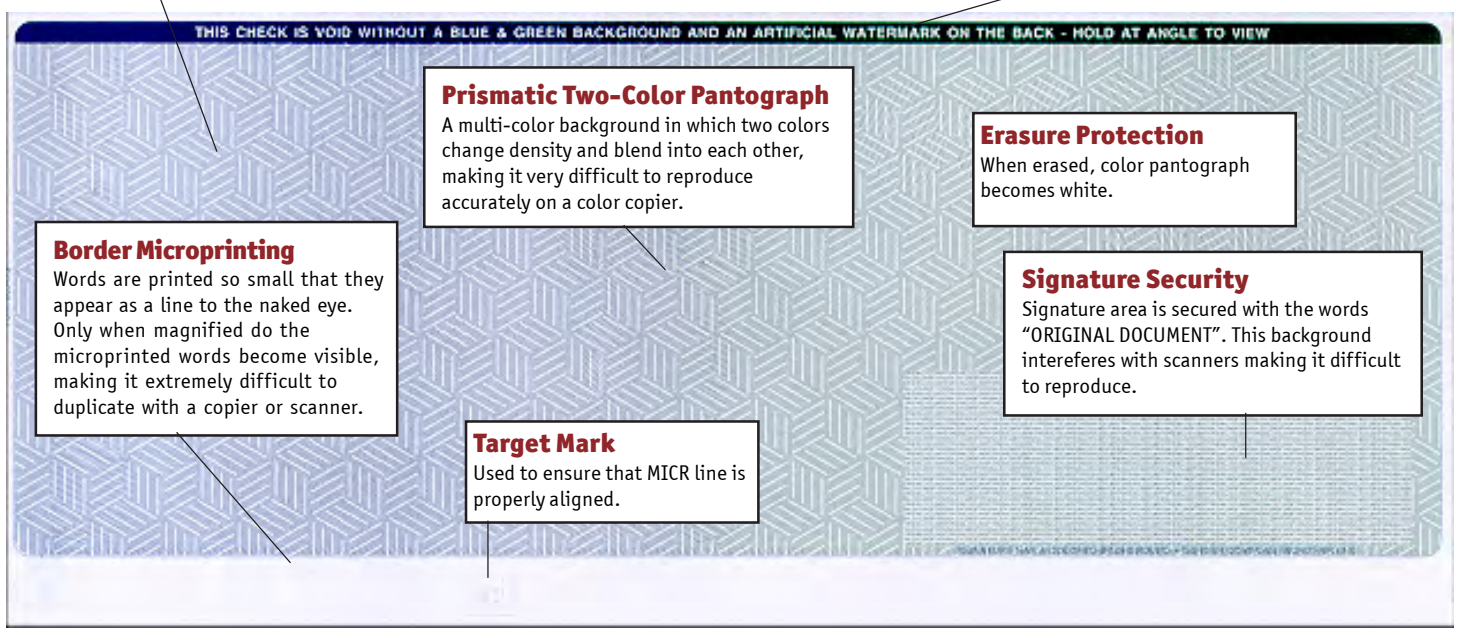 THIS CHECK IS VOID WITHOUT A BLUE & GREEN BACKGROUND AND AN ARTIFICIAL WATERMARK ON THE BACK - HOLD AT ANGLE TO VIEW
Prismatic Two-Color Pantograph
A multi-color background in which two colors
change density and blend into each other,
making it very difficult to reproduce
accurately on a color copier.
Erasure Protection
When erased, color pantograph
becomes white.
Border Microprinting
Words are printed so small that they
appear as a line to the naked eye.
Only when magnified do the
microprinted words become visible,
making it extremely difficult to
duplicate with a copier or scanner.
Signature Security
Signature area is secured with the words
“ORIGINAL DOCUMENT”. This background
intereferes with scanners making it difficult
to reproduce.
Target Mark
Used to ensure that MICR line is
properly aligned.